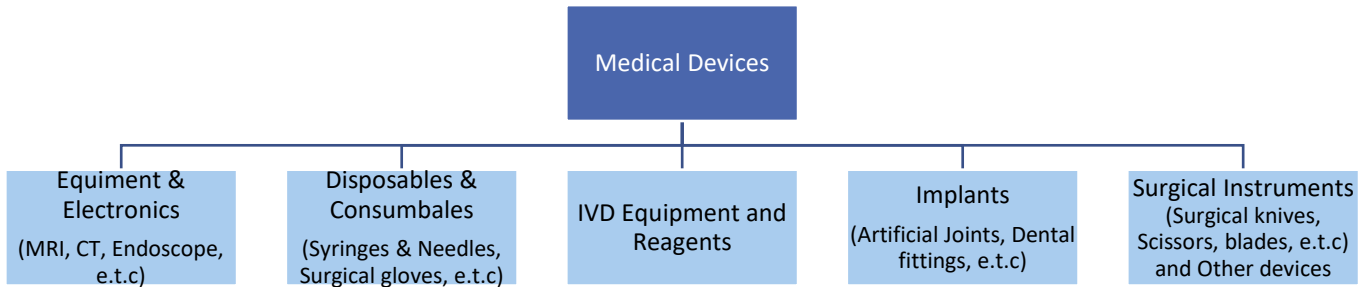 Medical Devices
Equiment &
Electronics
(MRI, CT, Endoscope,
e.t.c)
Disposables &
Consumbales
(Syringes & Needles,
Surgical gloves, e.t.c)
IVD Equipment and
Reagents
Implants
(Artificial Joints, Dental
fittings, e.t.c)
Surgical Instruments
(Surgical knives,
Scissors, blades, e.t.c)
and Other devices